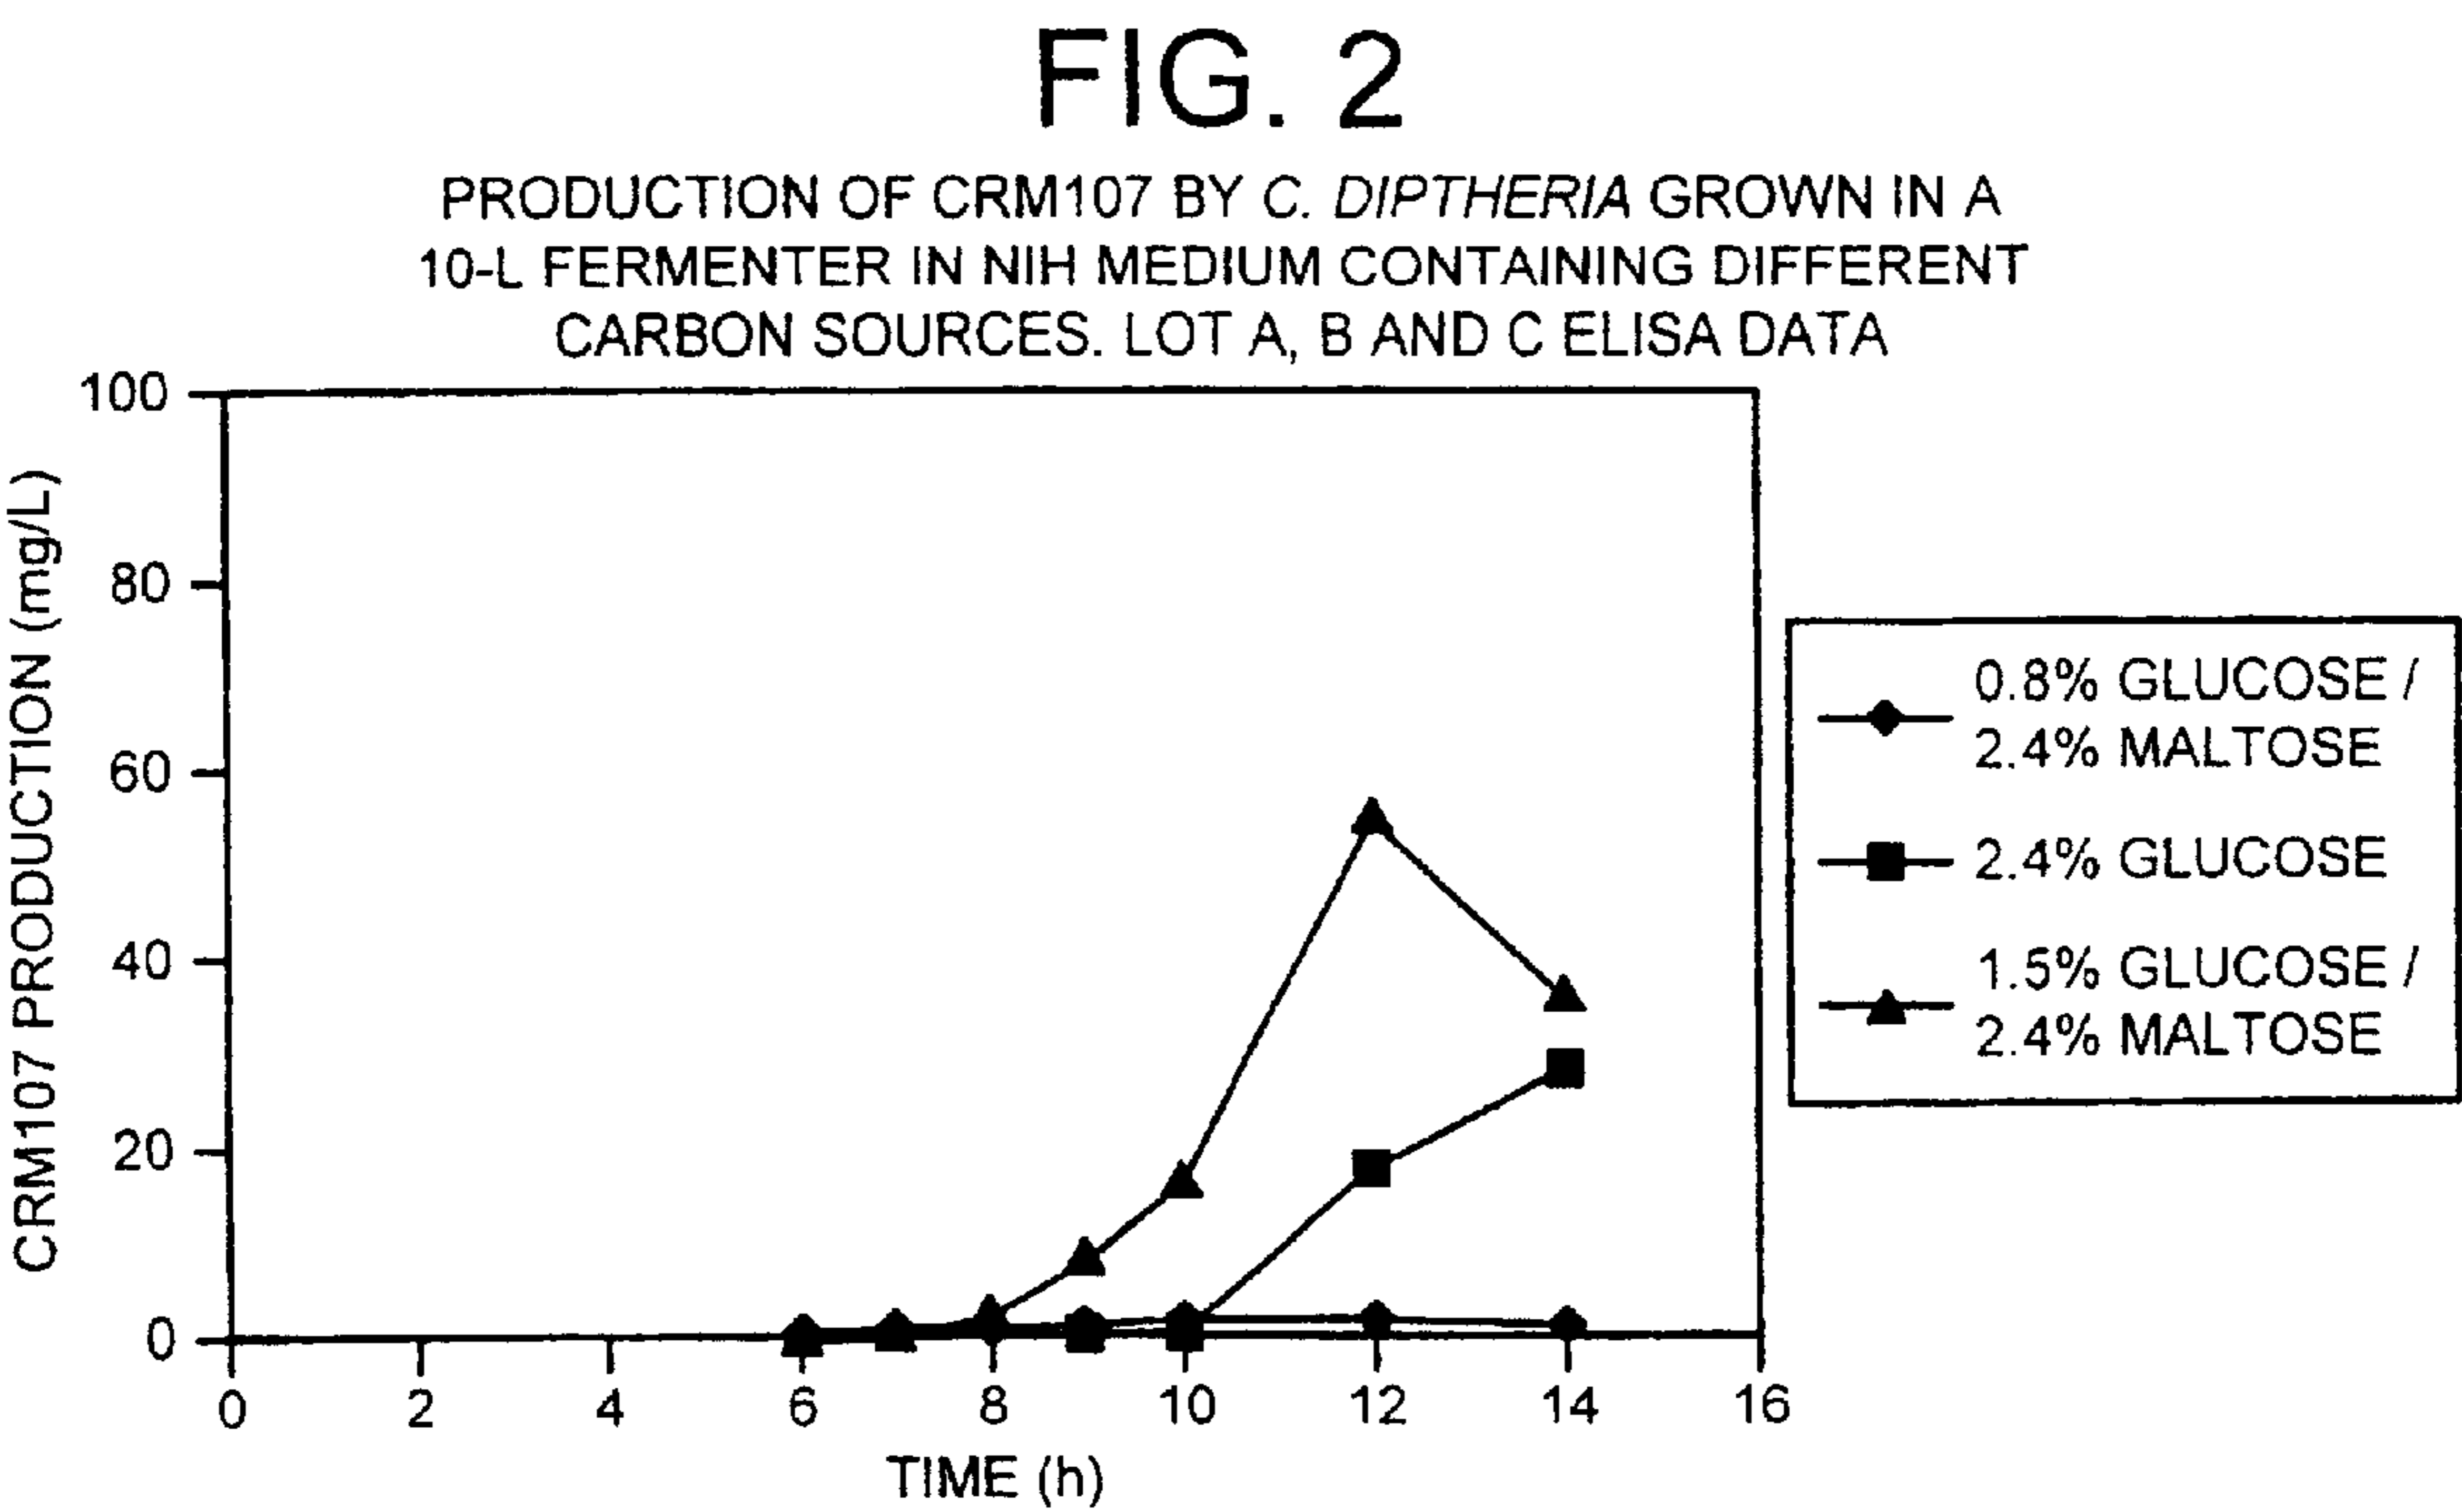 FIG. 2
PRODUCTION OF CRM107 BY C. DIPTHERIA GROWN IN A
10-L FERMENTER IN NIH MEDIUM CONTAINING DIFFERENT
CARBON SOURCES. LOT A, B AND C ELISA DATA
CRM107 PRODUCTION (mg/L)
100
80
60
40
20
0
0 2 4 6 8 10 12 14 16
TIME (h)
0.8% GLUCOSE /
2.4% MALTOSE
2.4% GLUCOSE
1.5% GLUCOSE /
2.4% MALTOSE